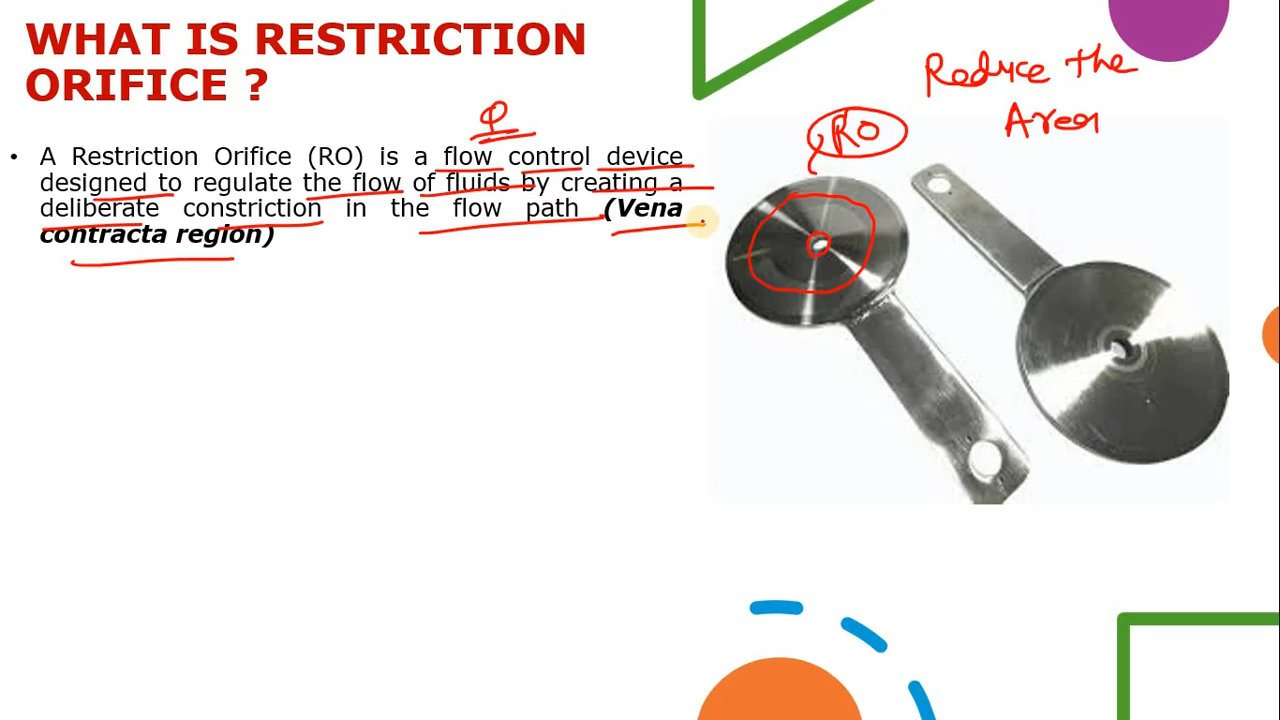 WHAT IS RESTRICTION
ORIFICE ?
Reduce the
Area
RO
φ
• A Restriction Orifice (RO) is a flow control device
designed to regulate the flow of fluids by creating a
deliberate constriction in the flow path (Vena
contracta region)